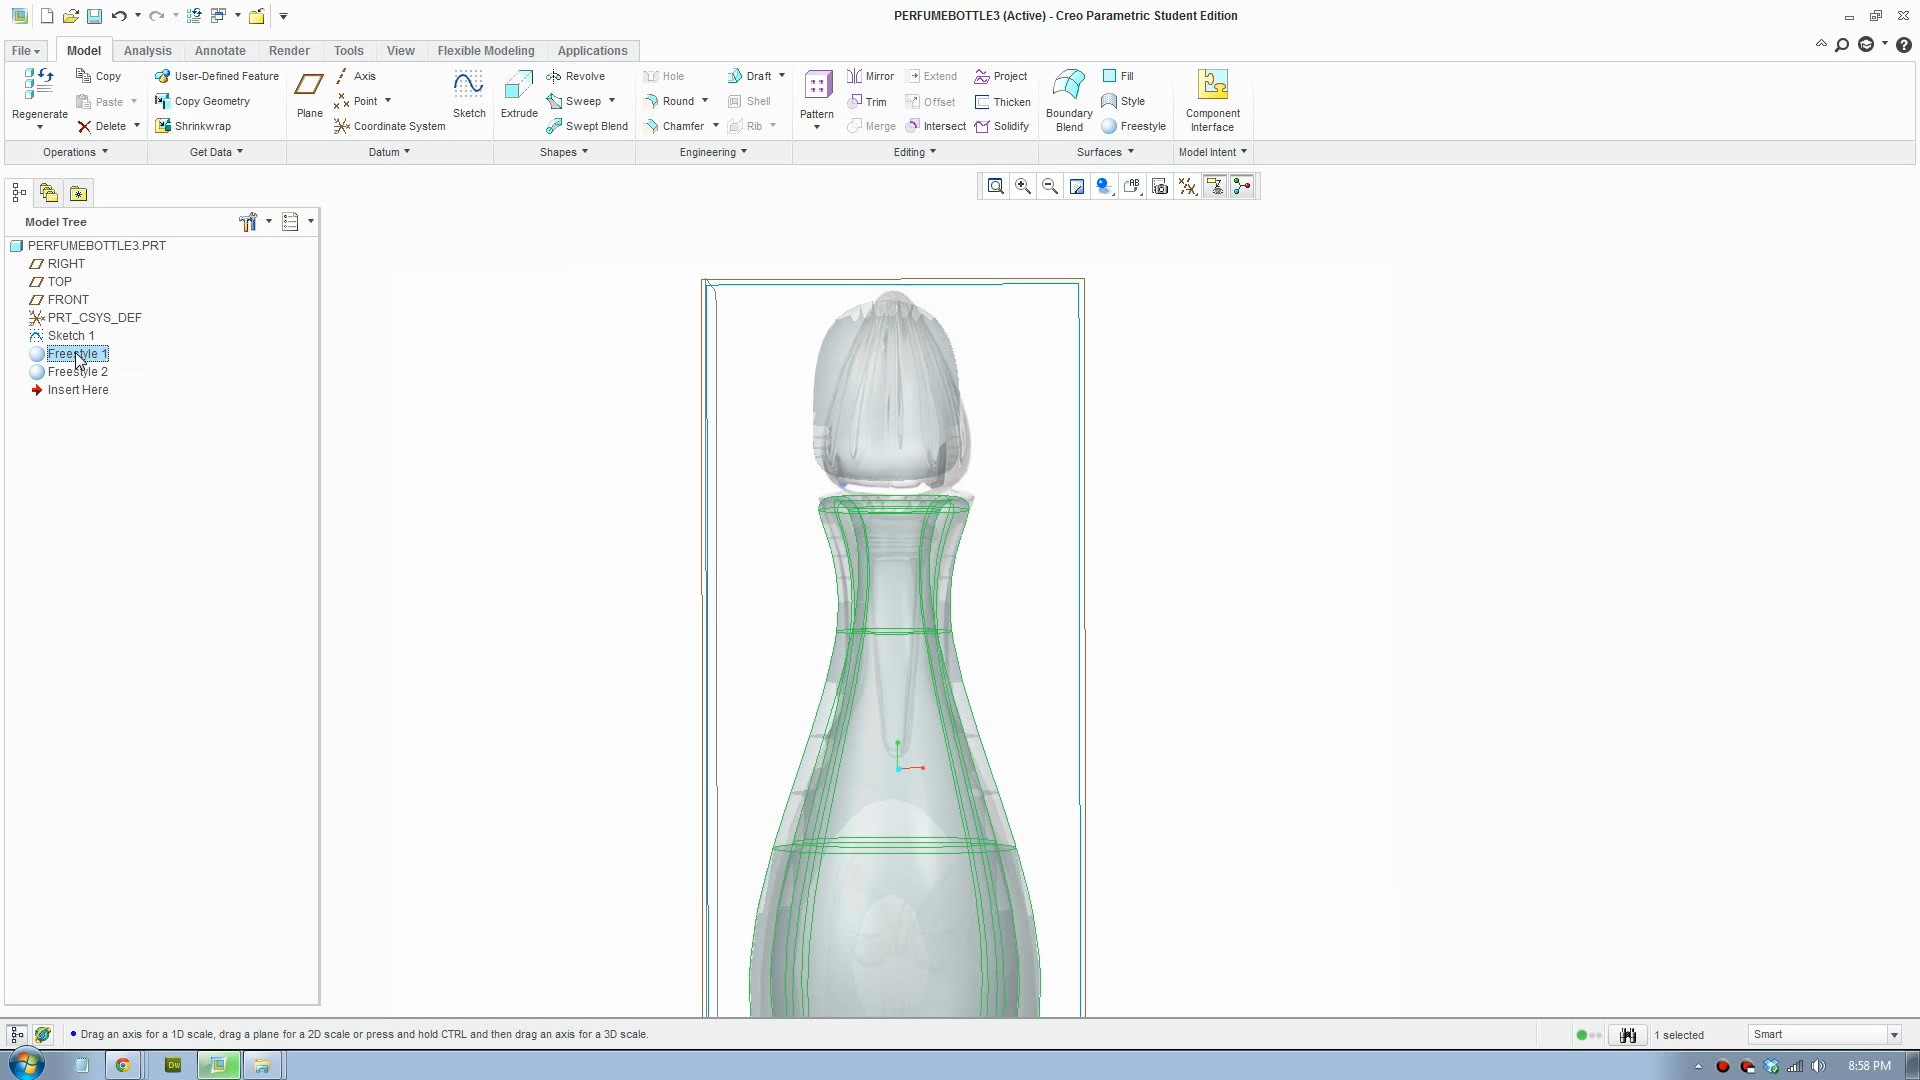 PERFUMEBOTTLE3 (Active) - Creo Parametric Student Edition
File Model Analysis Annotate Render Tools View Flexible Modeling Applications
Regenerate Copy Paste Delete
User-Defined Feature Copy Geometry Shrinkwrap
Plane Axis Point Coordinate System Sketch
Extrude Revolve Sweep Swept Blend
Hole Round Chamfer Draft Shell Rib
Pattern Mirror Trim Merge Extend Offset Intersect Project Thicken Solidify
Boundary Blend Fill Style Freestyle
Component Interface
Operations Get Data Datum Shapes Engineering Editing Surfaces Model Intent
Model Tree
PERFUMEBOTTLE3.PRT
RIGHT
TOP
FRONT
PRT_CSYS_DEF
Sketch 1
Freestyle 1
Freestyle 2
Insert Here
Drag an axis for a 1D scale, drag a plane for a 2D scale or press and hold CTRL and then drag an axis for a 3D scale.
1 selected
Smart
Dw
8:58 PM